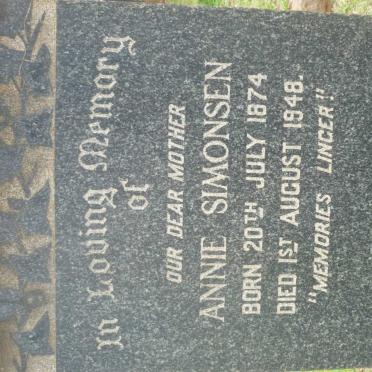 In Loving Memory
of
OUR DEAR MOTHER
ANNIE SIMONSEN
BORN 20TH JULY 1874
DIED 1ST AUGUST 1948.
"MEMORIES LINGER!"